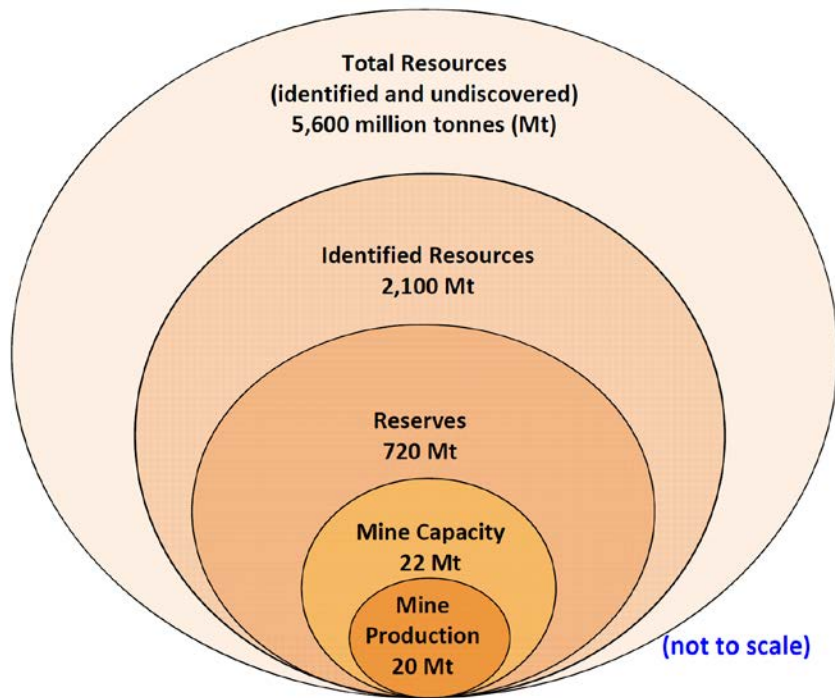 Total Resources
(identified and undiscovered)
5,600 million tonnes (Mt)
Identified Resources
2,100 Mt
Reserves
720 Mt
Mine Capacity
22 Mt
Mine
Production
20 Mt
(not to scale)